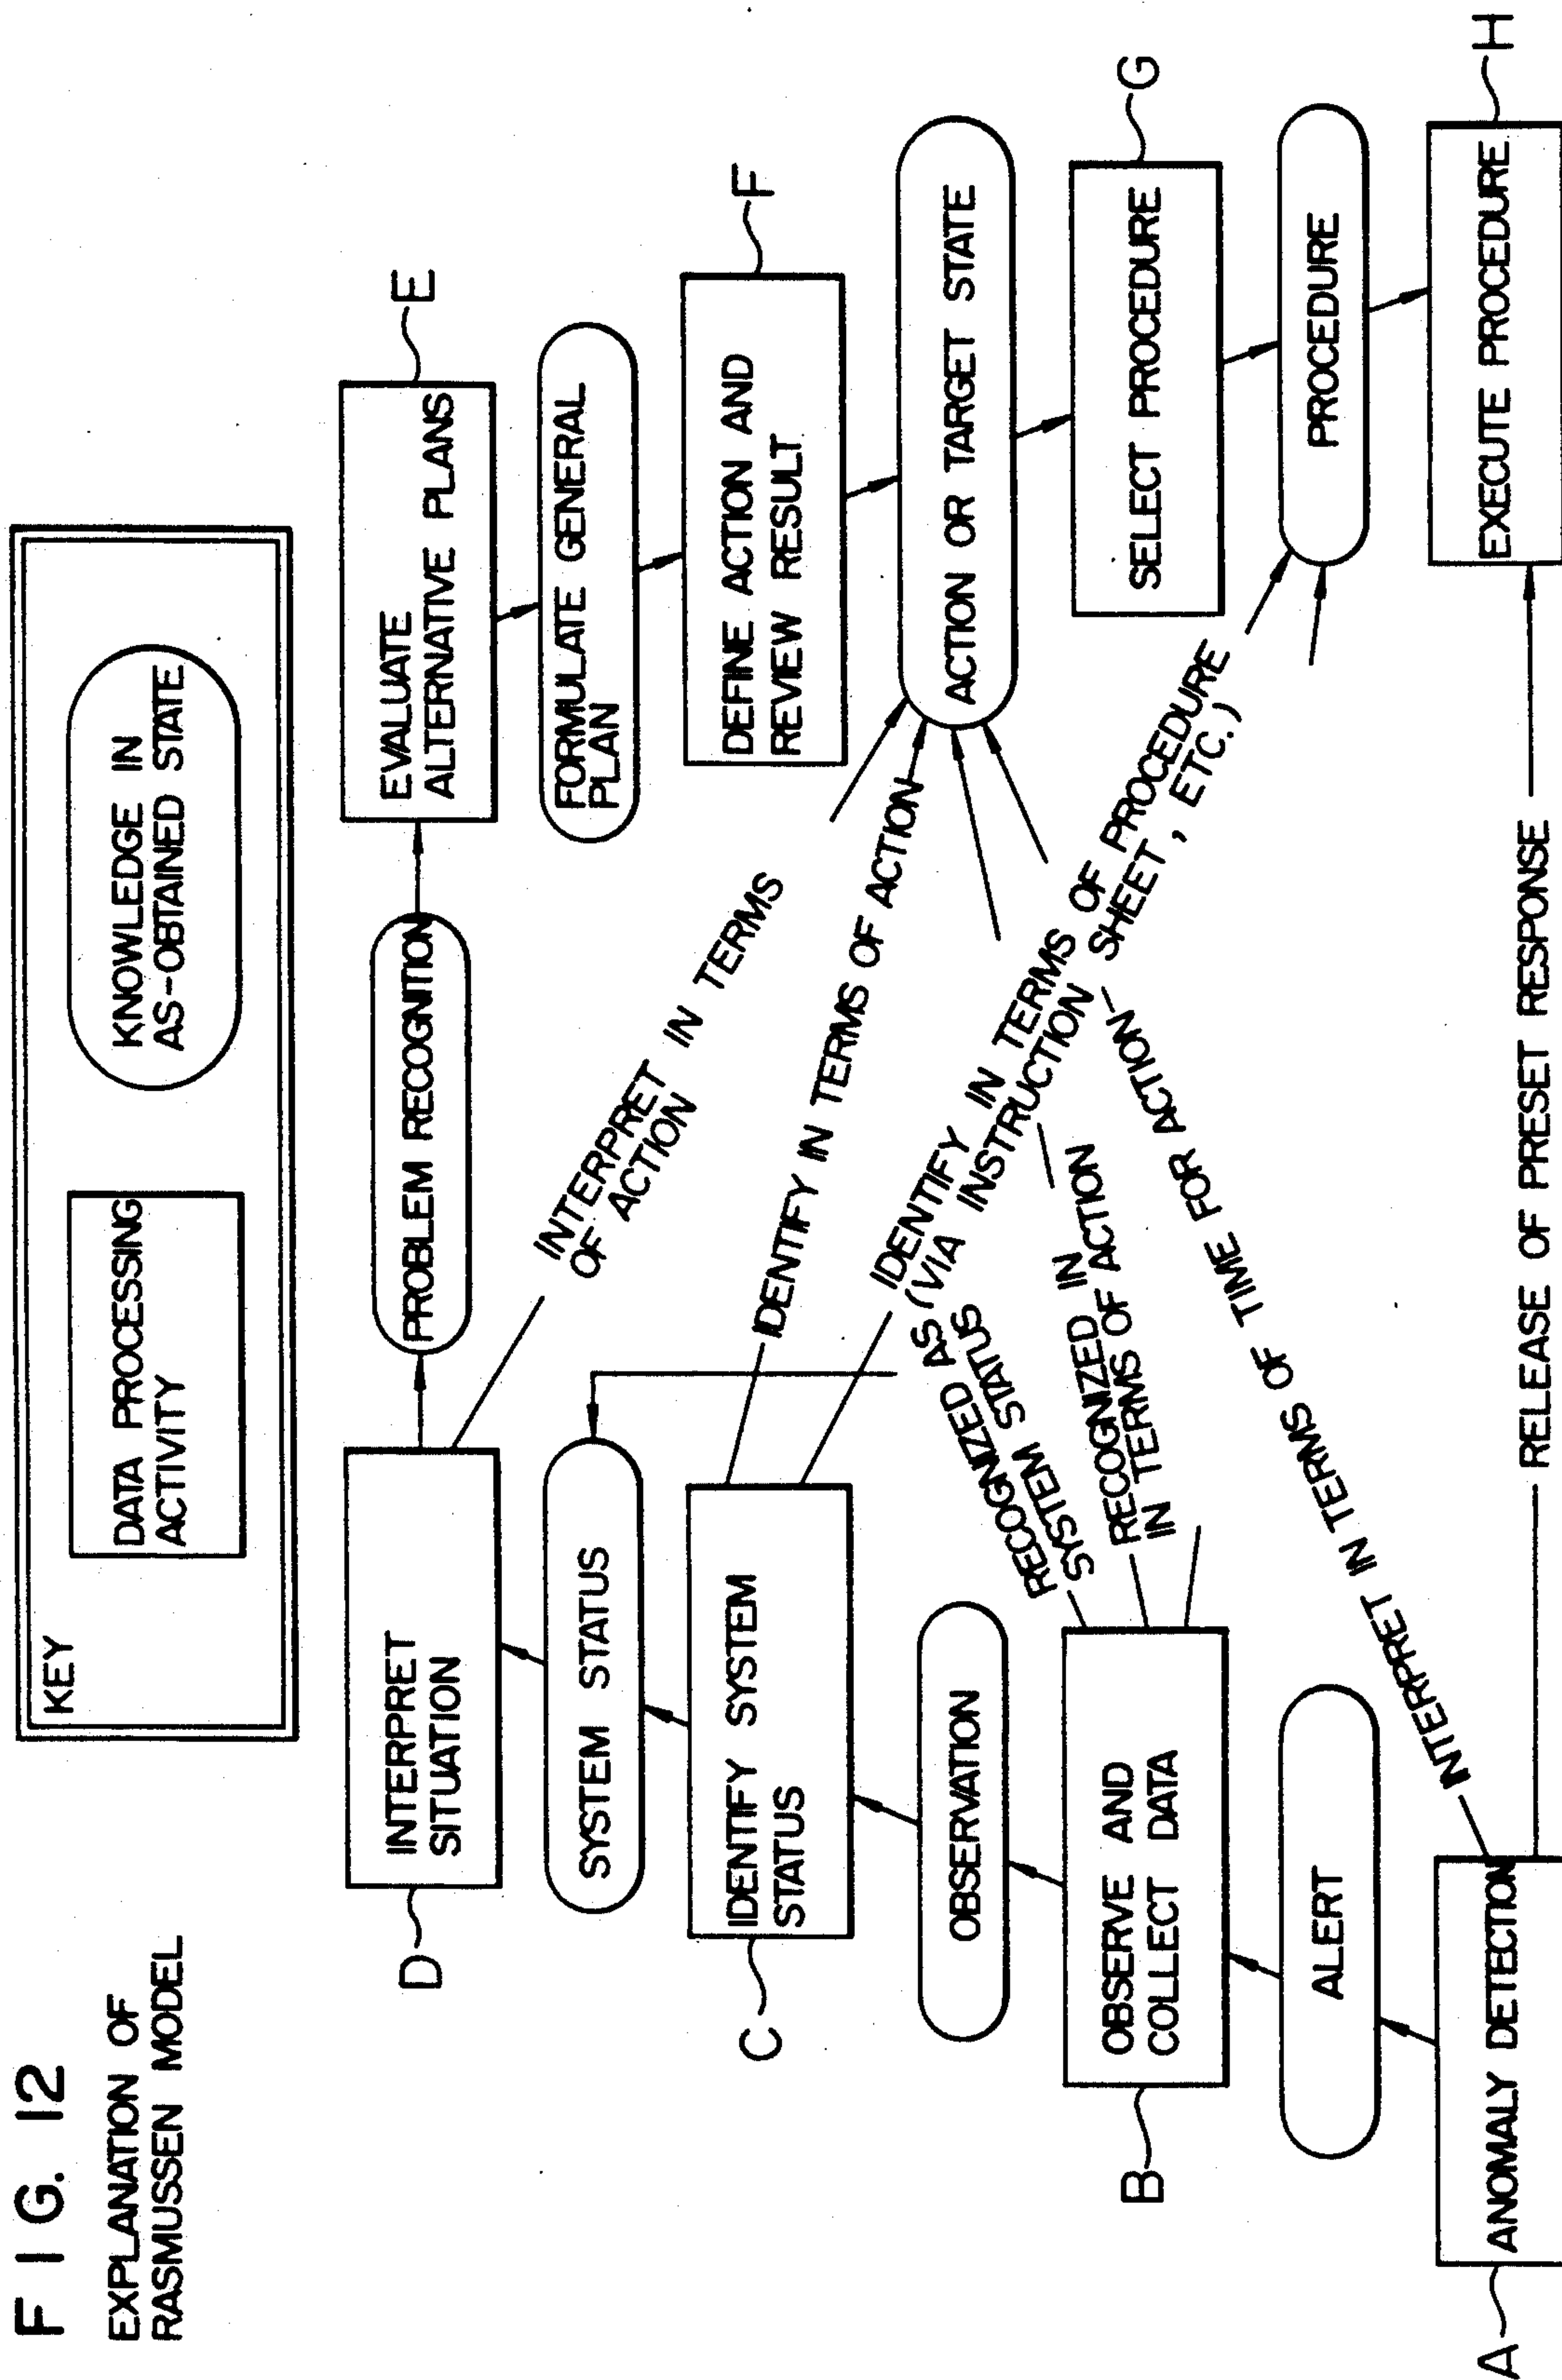 F I G. 12
EXPLANATION OF
RASMUSSEN MODEL
KEY
DATA PROCESSING
ACTIVITY
KNOWLEDGE IN
AS-OBTAINED STATE
D
INTERPRET
SITUATION
PROBLEM RECOGNITION
EVALUATE
ALTERNATIVE PLANS
E
SYSTEM STATUS
INTERPRET IN TERMS
OF ACTION
FORMULATE GENERAL
PLAN
C
IDENTIFY SYSTEM
STATUS
IDENTIFY IN TERMS OF ACTION
DEFINE ACTION AND
REVIEW RESULT
F
OBSERVATION
IDENTIFY IN TERMS OF PROCEDURE
(VIA INSTRUCTION SHEET, ETC.)
ACTION OR TARGET STATE
RECOGNIZED AS
SYSTEM STATUS
B
OBSERVE AND
COLLECT DATA
RECOGNIZED IN
IN TERMS OF ACTION
SELECT PROCEDURE
G
ALERT
INTERPRET IN TERMS OF TIME FOR ACTION
PROCEDURE
A
ANOMALY DETECTION
RELEASE OF PRESET RESPONSE
EXECUTE PROCEDURE
H